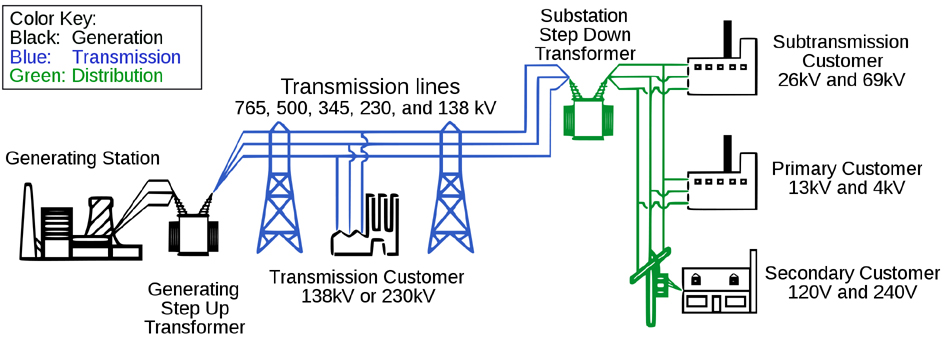 Color Key:
Black: Generation
Blue: Transmission
Green: Distribution
Substation
Step Down
Transformer
Subtransmission
Customer
26kV and 69kV
Transmission lines
765, 500, 345, 230, and 138 kV
Generating Station
Primary Customer
13kV and 4kV
Transmission Customer
138kV or 230kV
Generating
Step Up
Transformer
Secondary Customer
120V and 240V